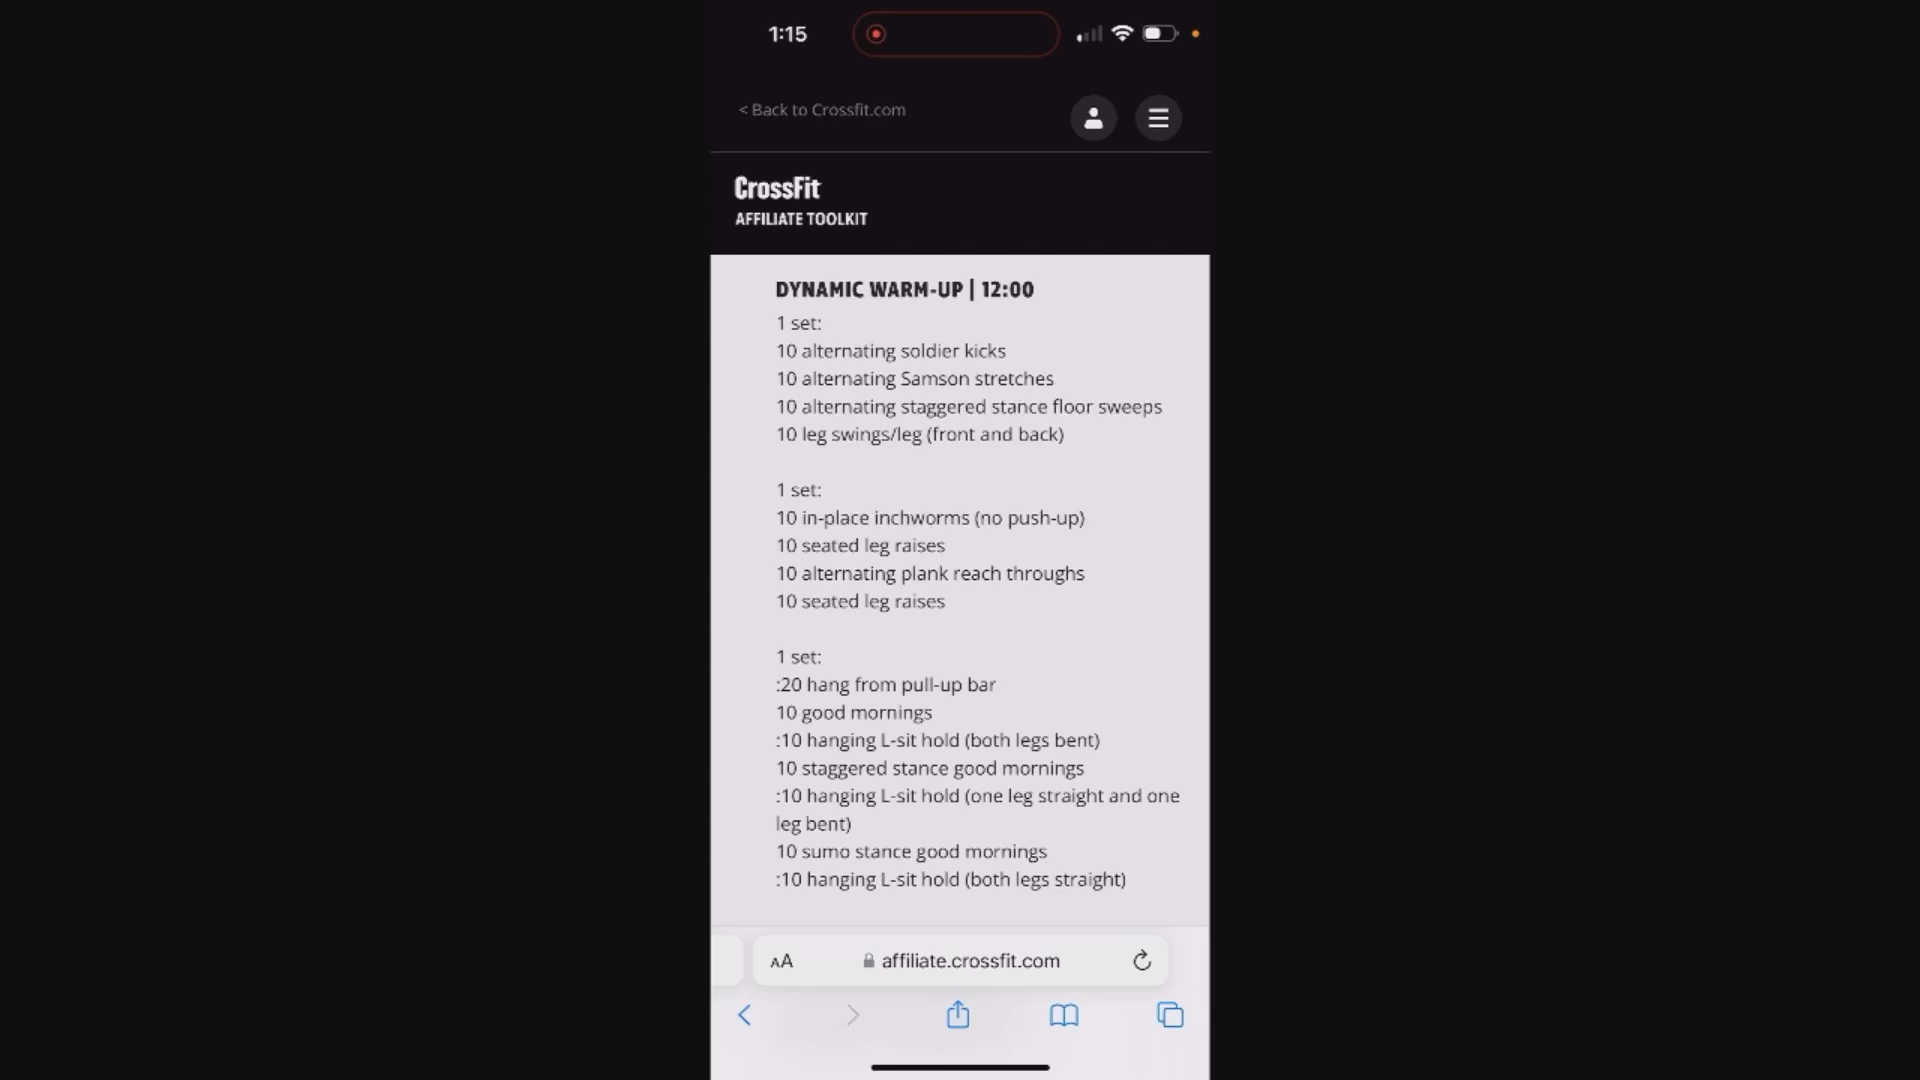 1:15
< Back to Crossfit.com
CrossFit
AFFILIATE TOOLKIT
DYNAMIC WARM-UP | 12:00
1 set:
10 alternating soldier kicks
10 alternating Samson stretches
10 alternating staggered stance floor sweeps
10 leg swings/leg (front and back)
1 set:
10 in-place inchworms (no push-up)
10 seated leg raises
10 alternating plank reach throughs
10 seated leg raises
1 set:
:20 hang from pull-up bar
10 good mornings
:10 hanging L-sit hold (both legs bent)
10 staggered stance good mornings
:10 hanging L-sit hold (one leg straight and one
leg bent)
10 sumo stance good mornings
:10 hanging L-sit hold (both legs straight)
AA affiliate.crossfit.com